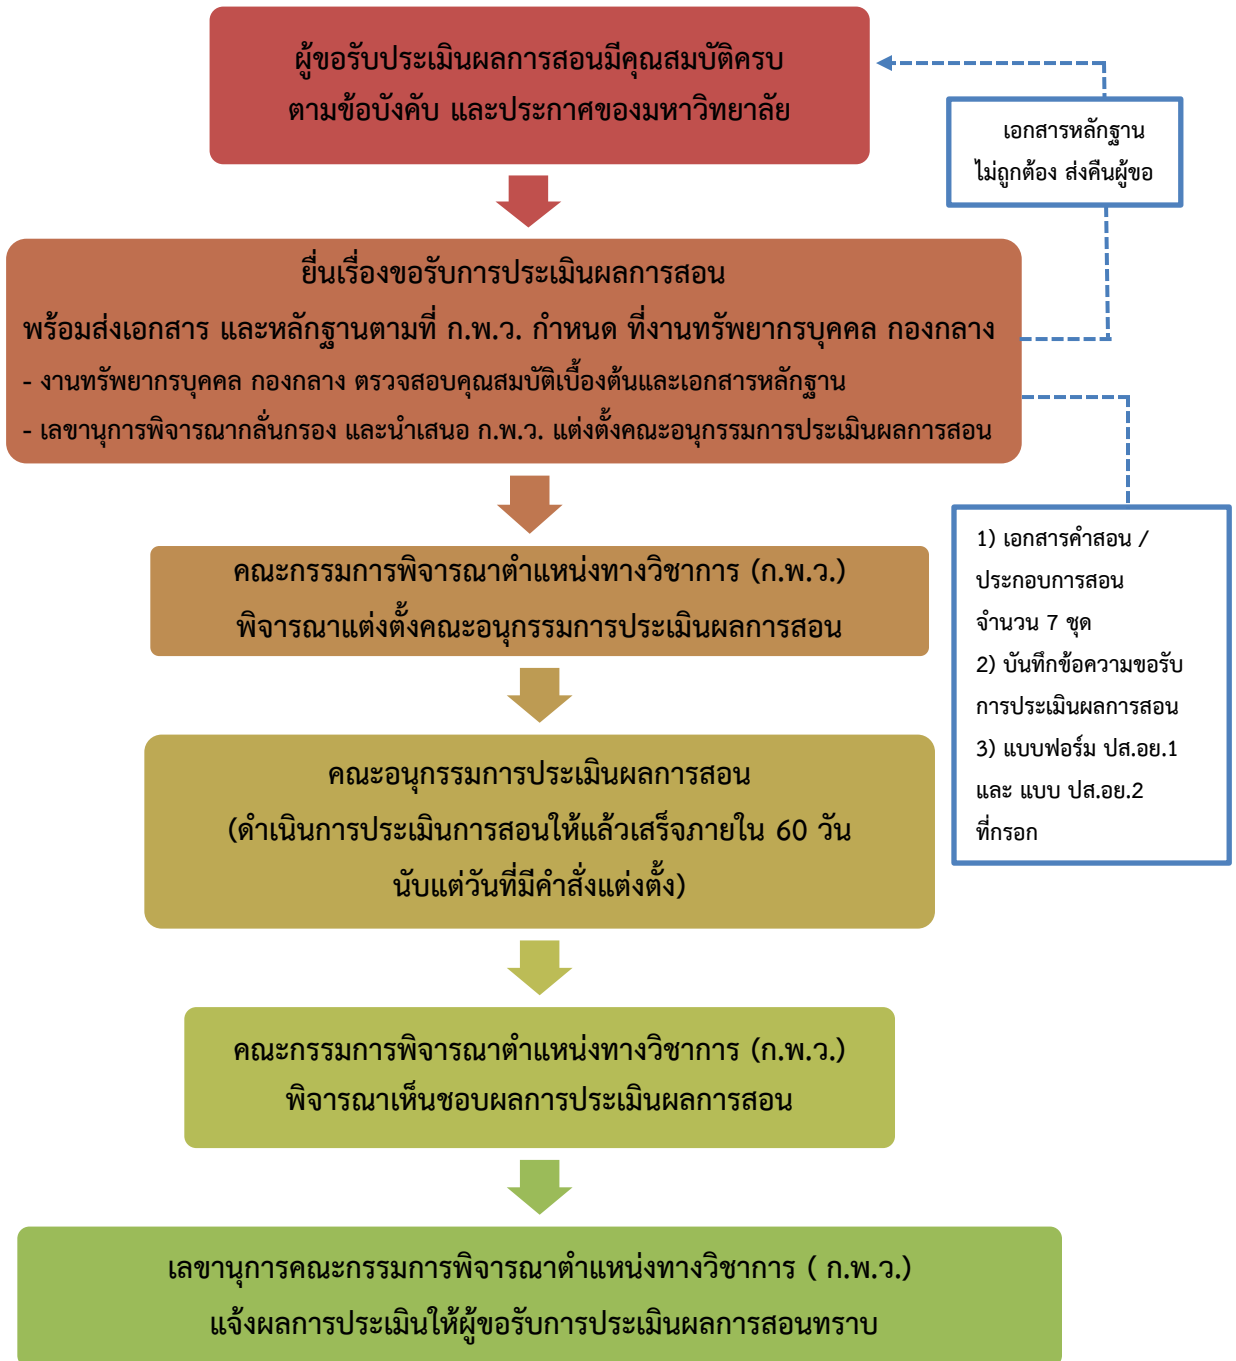 ผู้ขอรับประเมินผลการสอนมีคุณสมบัติครบ
ตามข้อบังคับ และประกาศของมหาวิทยาลัย
เอกสารหลักฐาน
ไม่ถูกต้อง ส่งคืนผู้ขอ
ยื่นเรื่องขอรับการประเมินผลการสอน
พร้อมส่งเอกสาร และหลักฐานตามที่ ก.พ.ว. กำหนด ที่งานทรัพยากรบุคคล กองกลาง
- งานทรัพยากรบุคคล กองกลาง ตรวจสอบคุณสมบัติเบื้องต้นและเอกสารหลักฐาน
- เลขานุการพิจารณากลั่นกรอง และนำเสนอ ก.พ.ว. แต่งตั้งคณะอนุกรรมการประเมินผลการสอน
1) เอกสารคำสอน /
ประกอบการสอน
จำนวน 7 ชุด
2) บันทึกข้อความขอรับ
การประเมินผลการสอน
3) แบบฟอร์ม ปส.อย.1
และ แบบ ปส.อย.2
ที่กรอก
คณะกรรมการพิจารณาตำแหน่งทางวิชาการ (ก.พ.ว.)
พิจารณาแต่งตั้งคณะอนุกรรมการประเมินผลการสอน
คณะอนุกรรมการประเมินผลการสอน
(ดำเนินการประเมินการสอนให้แล้วเสร็จภายใน 60 วัน
นับแต่วันที่มีคำสั่งแต่งตั้ง)
คณะกรรมการพิจารณาตำแหน่งทางวิชาการ (ก.พ.ว.)
พิจารณาเห็นชอบผลการประเมินผลการสอน
เลขานุการคณะกรรมการพิจารณาตำแหน่งทางวิชาการ ( ก.พ.ว.)
แจ้งผลการประเมินให้ผู้ขอรับการประเมินผลการสอนทราบ